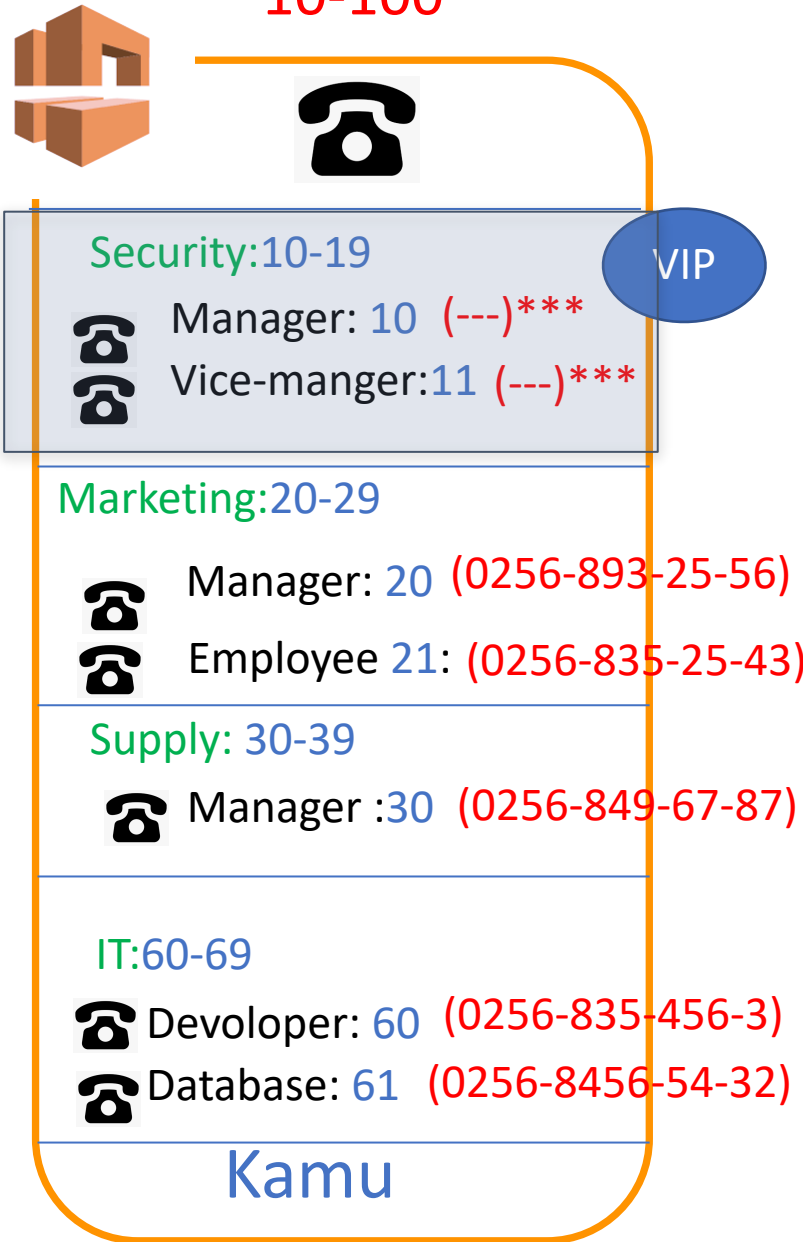 10-100
Security:10-19
VIP
Manager: 10 (---)***
Vice-manger:11 (---)***
Marketing:20-29
Manager: 20 (0256-893-25-56)
Employee 21: (0256-835-25-43)
Supply: 30-39
Manager :30 (0256-849-67-87)
IT:60-69
Devoloper: 60 (0256-835-456-3)
Database: 61 (0256-8456-54-32)
Kamu